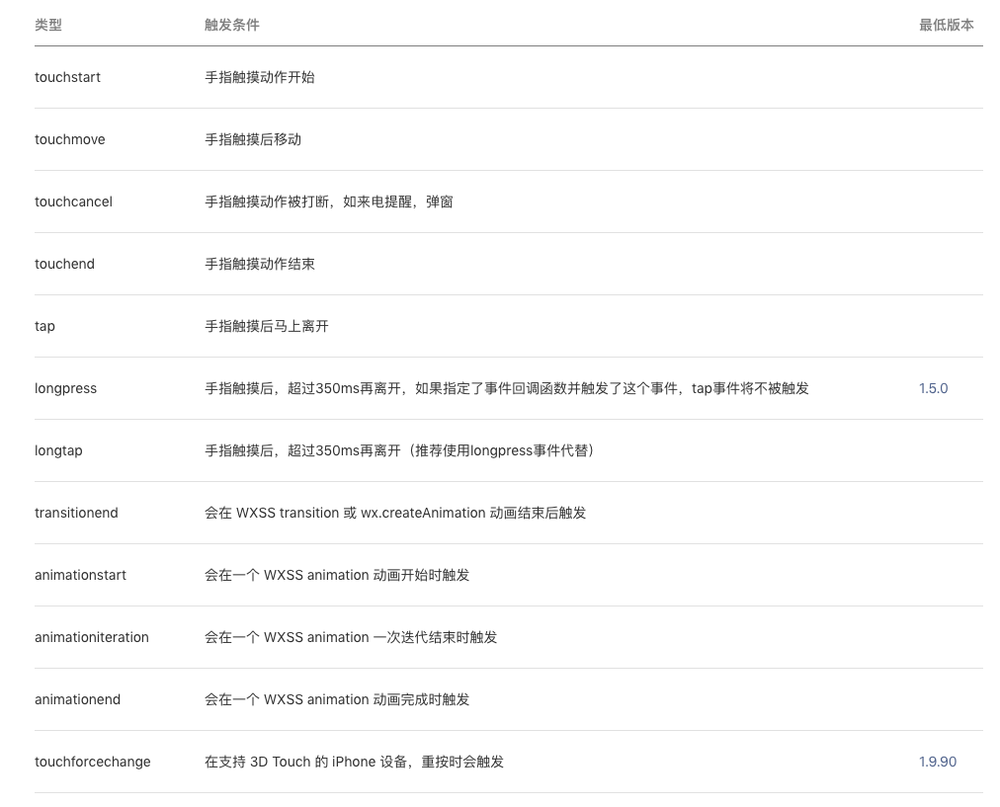 类型 触发条件 最低版本
touchstart 手指触摸动作开始
touchmove 手指触摸后移动
touchcancel 手指触摸动作被打断，如来电提醒，弹窗
touchend 手指触摸动作结束
tap 手指触摸后马上离开
longpress 手指触摸后，超过350ms再离开，如果指定了事件回调函数并触发了这个事件，tap事件将不被触发 1.5.0
longtap 手指触摸后，超过350ms再离开（推荐使用longpress事件代替）
transitionend 会在 WXSS transition 或 wx.createAnimation 动画结束后触发
animationstart 会在一个 WXSS animation 动画开始时触发
animationiteration 会在一个 WXSS animation 一次迭代结束时触发
animationend 会在一个 WXSS animation 动画完成时触发
touchforcechange 在支持 3D Touch 的 iPhone 设备，重按时会触发 1.9.90